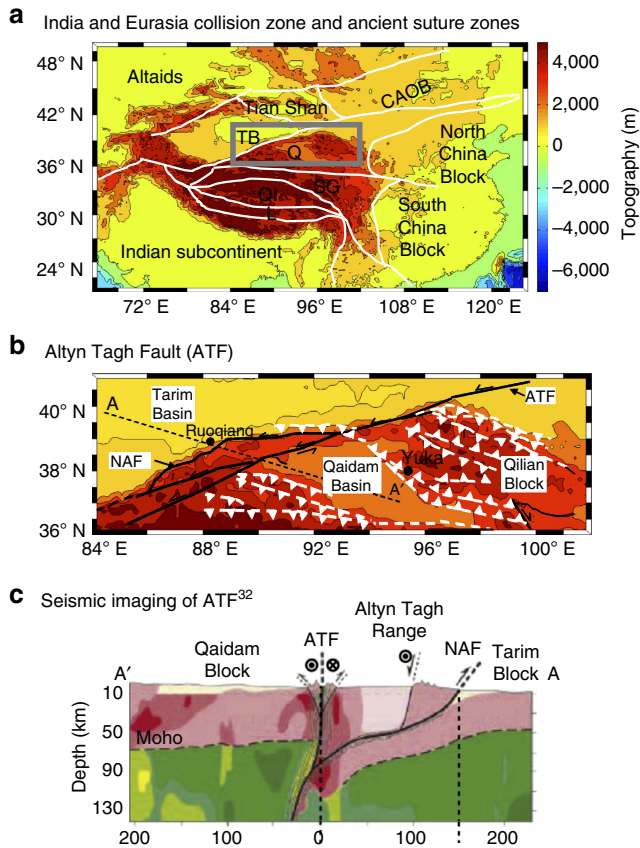 a India and Eurasia collision zone and ancient suture zones
48° N
42° N
36° N
30° N
24° N
Altaids
Tian Shan
CAOB
TB
Q
North
China
Block
QI
SG
L
South
China
Block
Indian subcontinent
72° E 84° E 96° E 108° E 120° E
4,000
2,000
0
−2,000
−4,000
−6,000
Topography (m)
b Altyn Tagh Fault (ATF)
40° N
38° N
36° N
A
Tarim
Basin
Ruoqiang
NAF
ATF
Qaidam
Basin
Yuka
Qilian
Block
A′
84° E 88° E 92° E 96° E 100° E
c Seismic imaging of ATF32
Qaidam
Block
ATF
Altyn Tagh
Range
NAF
Tarim
Block A
A′
10
50
90
130
Depth (km)
Moho
200 100 0 100 200